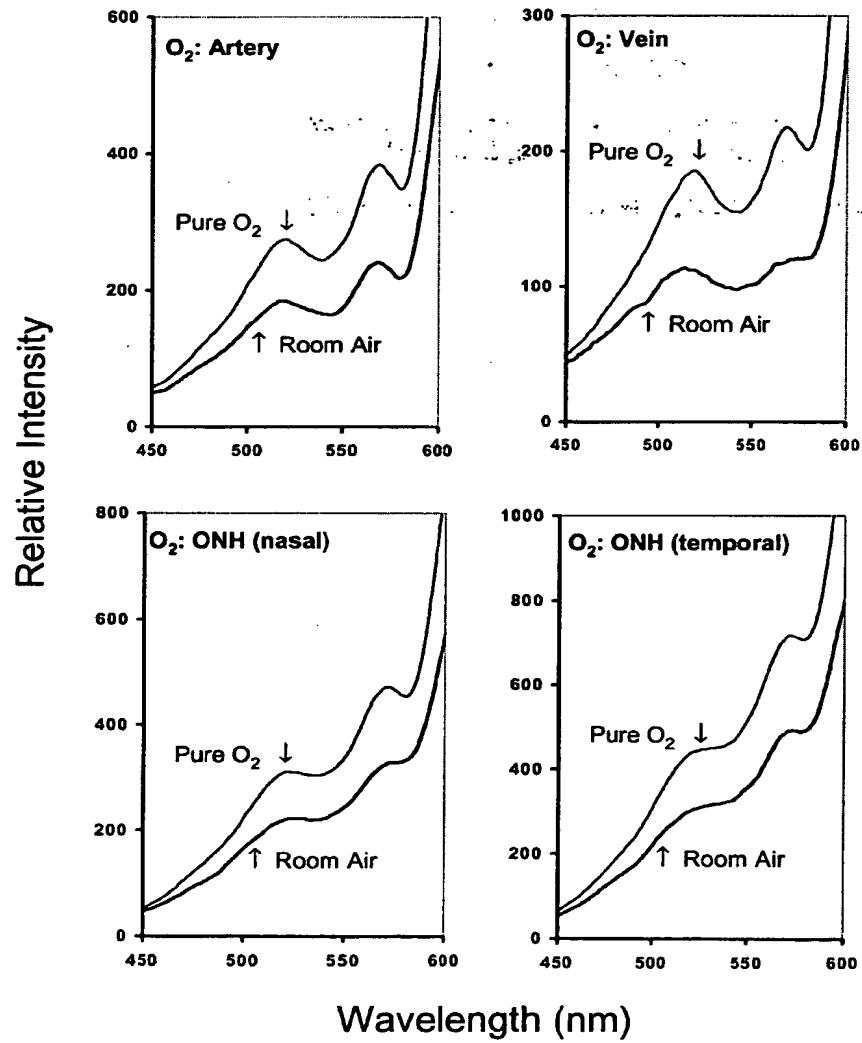 O₂: Artery
600
400
200
0
450 500 550 600
Pure O₂ ↓
↑ Room Air
O₂: Vein
300
200
100
0
450 500 550 600
Pure O₂ ↓
↑ Room Air
O₂: ONH (nasal)
800
600
400
200
0
450 500 550 600
Pure O₂ ↓
↑ Room Air
O₂: ONH (temporal)
1000
800
600
400
200
0
450 500 550 600
Pure O₂ ↓
↑ Room Air
Relative Intensity
Wavelength (nm)